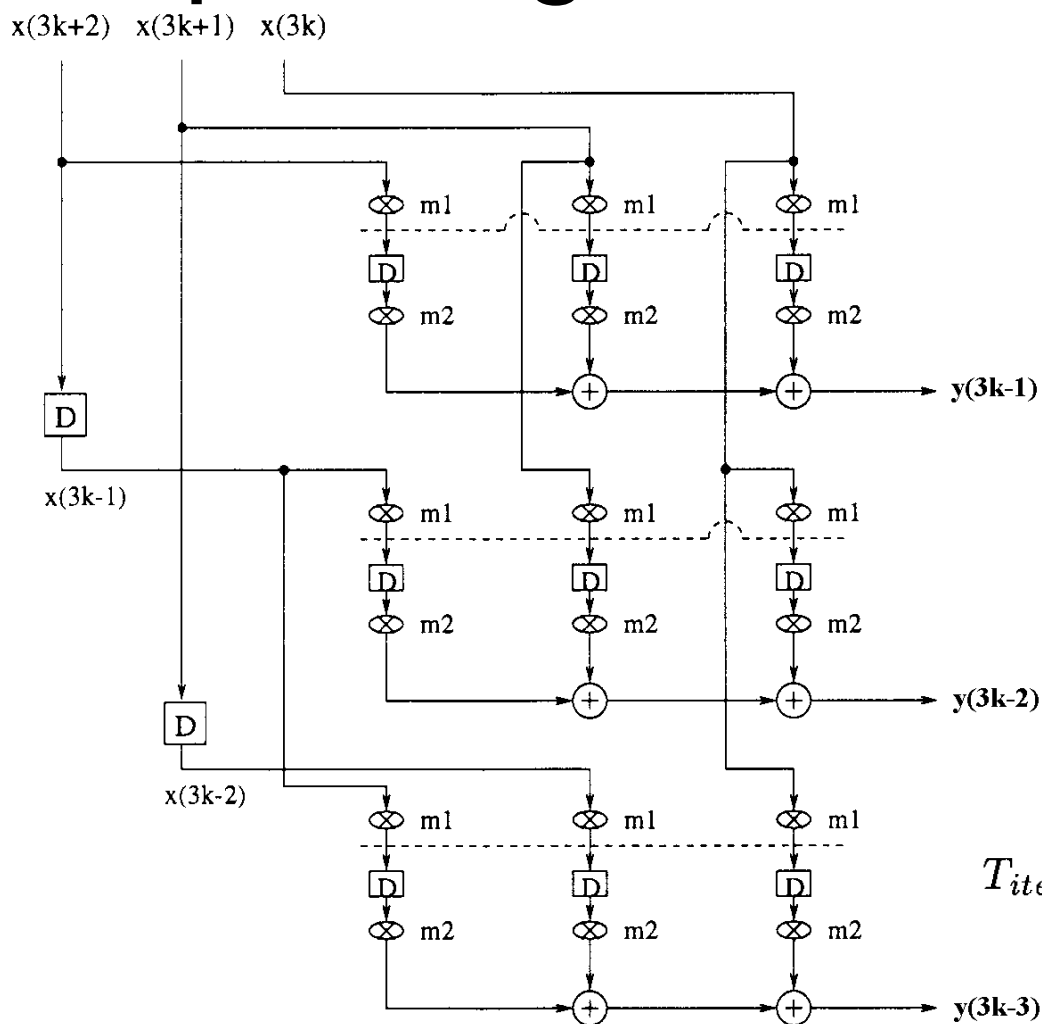 x(3k+2) x(3k+1) x(3k)
m1 m1 m1
D D D
m2 m2 m2
+ + y(3k-1)
D
x(3k-1)
m1 m1 m1
D D D
m2 m2 m2
+ + y(3k-2)
D
x(3k-2)
m1 m1 m1
D D D
m2 m2 m2
+ + y(3k-3)